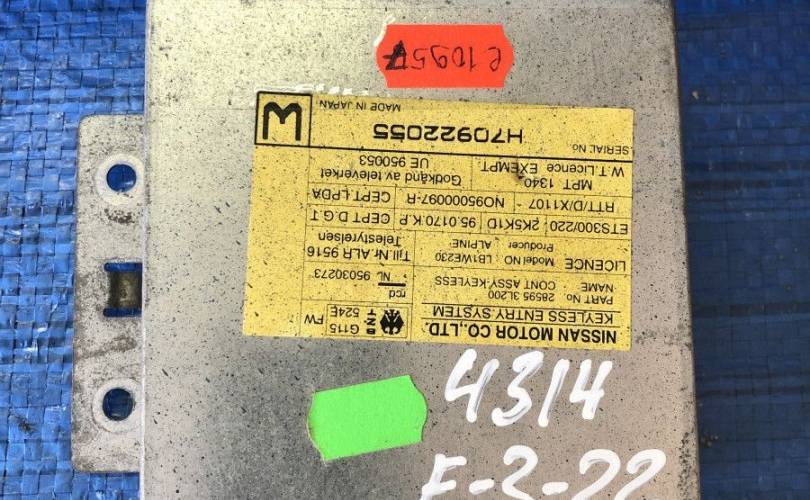 NISSAN MOTOR CO.,LTD.
KEYLESS ENTRY SYSTEM
G115
524E
FW
PART No 28595 3L200
NAME CONT ASSY-KEYLESS
rcd
NL 95030273
LICENCE Model NO LB1WE230
Producer ALPINE
Till.Nr.ALR 9516
Telestyrelsen
ETS300/220 2K5K1D 95.0170.K.P CEPT D.G.T
RTT/D/X1107 - NO95000097-R CEPT LPDA
MPT 1340
W.T.Licence EXEMPT.
Godkänd av televerket
UE 950053
SERIAL No
H70922055
MADE IN JAPAN
M
e10957
4314
F-2-22